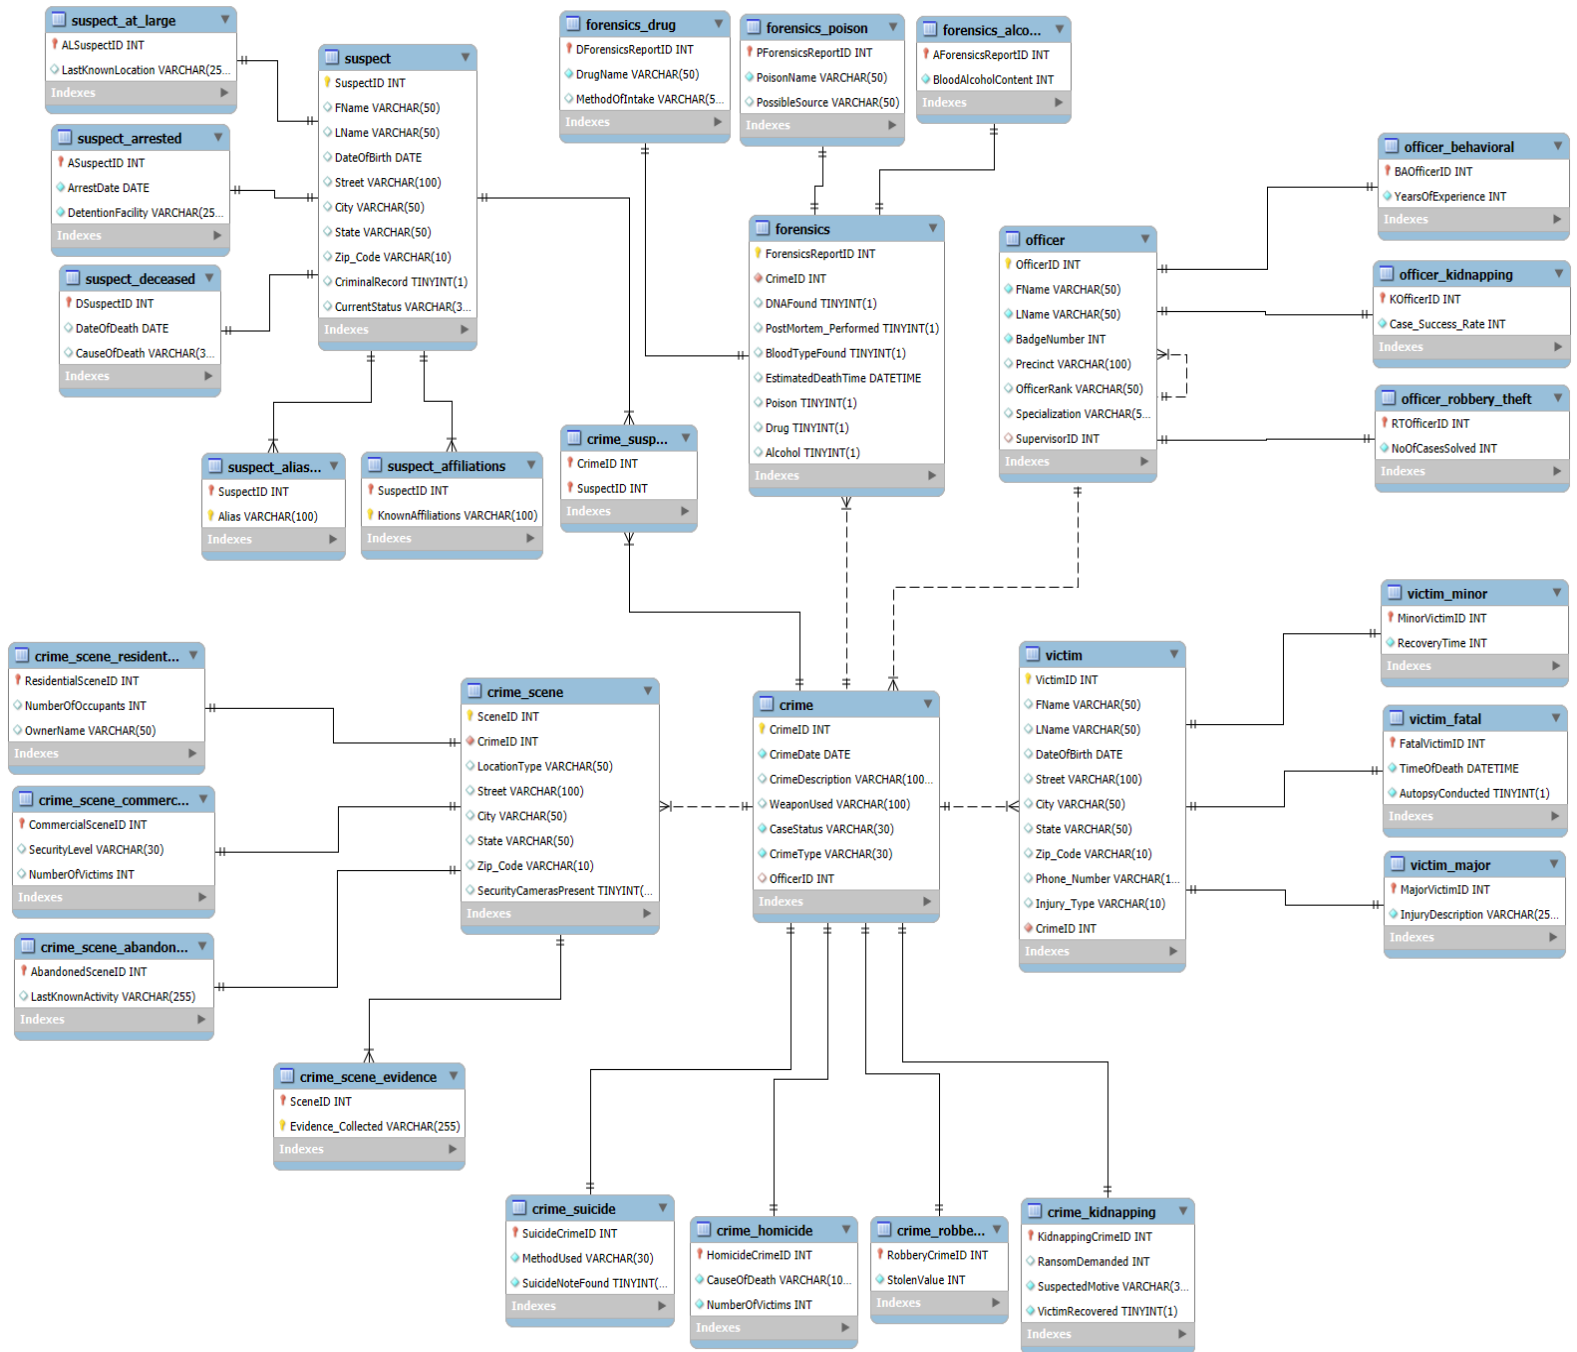 suspect_at_large
ALSuspectID INT
LastKnownLocation VARCHAR(25...
Indexes
suspect
SuspectID INT
FName VARCHAR(50)
LName VARCHAR(50)
DateOfBirth DATE
Street VARCHAR(100)
City VARCHAR(50)
State VARCHAR(50)
Zip_Code VARCHAR(10)
CriminalRecord TINYINT(1)
CurrentStatus VARCHAR(3...
Indexes
suspect_arrested
ASuspectID INT
ArrestDate DATE
DetentionFacility VARCHAR(25...
Indexes
suspect_deceased
DSuspectID INT
DateOfDeath DATE
CauseOfDeath VARCHAR(3...
Indexes
suspect_alias...
SuspectID INT
Alias VARCHAR(100)
Indexes
suspect_affiliations
SuspectID INT
KnownAffiliations VARCHAR(100)
Indexes
crime_susp...
CrimeID INT
SuspectID INT
Indexes
forensics_drug
DForensicsReportID INT
DrugName VARCHAR(50)
MethodOfIntake VARCHAR(5...
Indexes
forensics_poison
PForensicsReportID INT
PoisonName VARCHAR(50)
PossibleSource VARCHAR(50)
Indexes
forensics_alco...
AForensicsReportID INT
BloodAlcoholContent INT
Indexes
forensics
ForensicsReportID INT
CrimeID INT
DNAFound TINYINT(1)
PostMortem_Performed TINYINT(1)
BloodTypeFound TINYINT(1)
EstimatedDeathTime DATETIME
Poison TINYINT(1)
Drug TINYINT(1)
Alcohol TINYINT(1)
Indexes
officer
OfficerID INT
FName VARCHAR(50)
LName VARCHAR(50)
BadgeNumber INT
Precinct VARCHAR(100)
OfficerRank VARCHAR(50)
Specialization VARCHAR(5...
SupervisorID INT
Indexes
officer_behavioral
BAOfficerID INT
YearsOfExperience INT
Indexes
officer_kidnapping
KOfficerID INT
Case_Success_Rate INT
Indexes
officer_robbery_theft
RTOfficerID INT
NoOfCasesSolved INT
Indexes
crime_scene_resident...
ResidentialSceneID INT
NumberOfOccupants INT
OwnerName VARCHAR(50)
Indexes
crime_scene_commerc...
CommercialSceneID INT
SecurityLevel VARCHAR(30)
NumberOfVictims INT
Indexes
crime_scene_abandon...
AbandonedSceneID INT
LastKnownActivity VARCHAR(255)
Indexes
crime_scene
SceneID INT
CrimeID INT
LocationType VARCHAR(50)
Street VARCHAR(100)
City VARCHAR(50)
State VARCHAR(50)
Zip_Code VARCHAR(10)
SecurityCamerasPresent TINYINT(...
Indexes
crime_scene_evidence
SceneID INT
Evidence_Collected VARCHAR(255)
Indexes
crime
CrimeID INT
CrimeDate DATE
CrimeDescription VARCHAR(100...
WeaponUsed VARCHAR(100)
CaseStatus VARCHAR(30)
CrimeType VARCHAR(30)
OfficerID INT
Indexes
victim
VictimID INT
FName VARCHAR(50)
LName VARCHAR(50)
DateOfBirth DATE
Street VARCHAR(100)
City VARCHAR(50)
State VARCHAR(50)
Zip_Code VARCHAR(10)
Phone_Number VARCHAR(1...
Injury_Type VARCHAR(10)
CrimeID INT
Indexes
victim_minor
MinorVictimID INT
RecoveryTime INT
Indexes
victim_fatal
FatalVictimID INT
TimeOfDeath DATETIME
AutopsyConducted TINYINT(1)
Indexes
victim_major
MajorVictimID INT
InjuryDescription VARCHAR(25...
Indexes
crime_suicide
SuicideCrimeID INT
MethodUsed VARCHAR(30)
SuicideNoteFound TINYINT(...
Indexes
crime_homicide
HomicideCrimeID INT
CauseOfDeath VARCHAR(10...
NumberOfVictims INT
Indexes
crime_robbe...
RobberyCrimeID INT
StolenValue INT
Indexes
crime_kidnapping
KidnappingCrimeID INT
RansomDemanded INT
SuspectedMotive VARCHAR(3...
VictimRecovered TINYINT(1)
Indexes